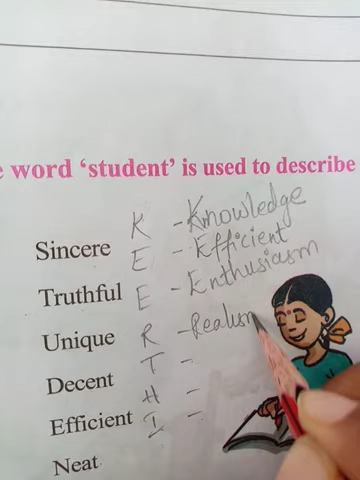 e word ‘student’ is used to describe
K - Knowledge
Sincere E - Efficient
Truthful E - Enthusiasm
Unique R - Realism
Decent T -
Efficient H -
I -
Neat